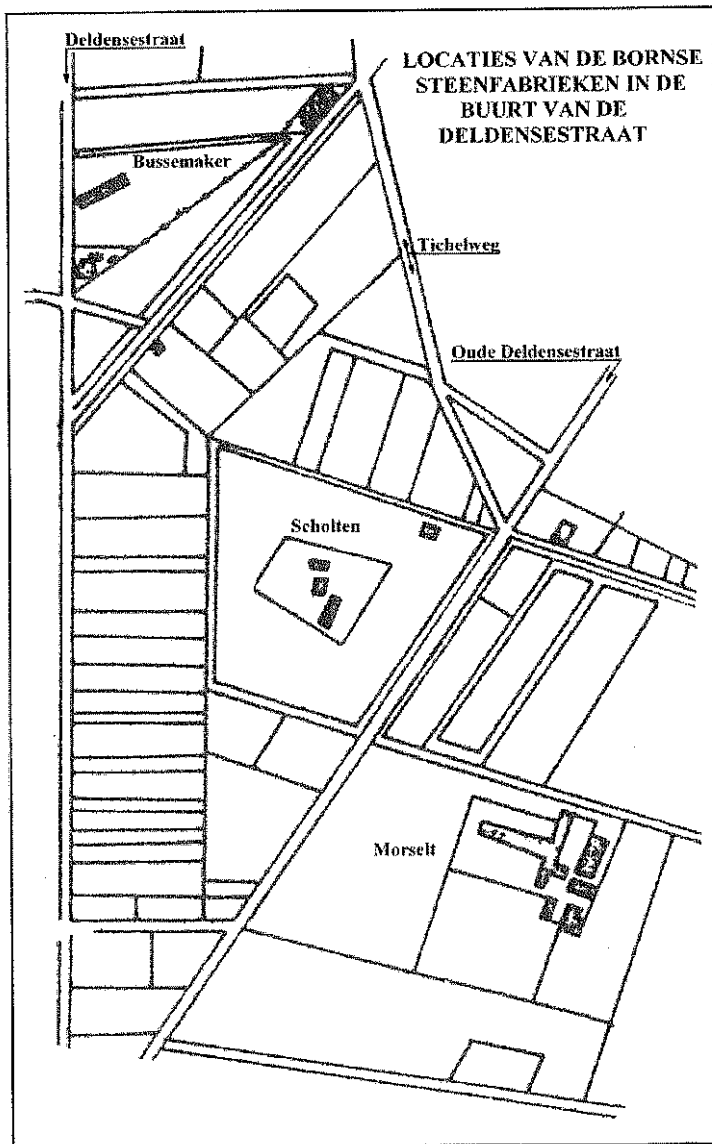 Deldensestraat
LOCATIES VAN DE BORNSE
STEENFABRIEKEN IN DE
BUURT VAN DE
DELDENSESTRAAT
Bussemaker
Tichelweg
Oude Deldensestraat
Scholten
Morselt